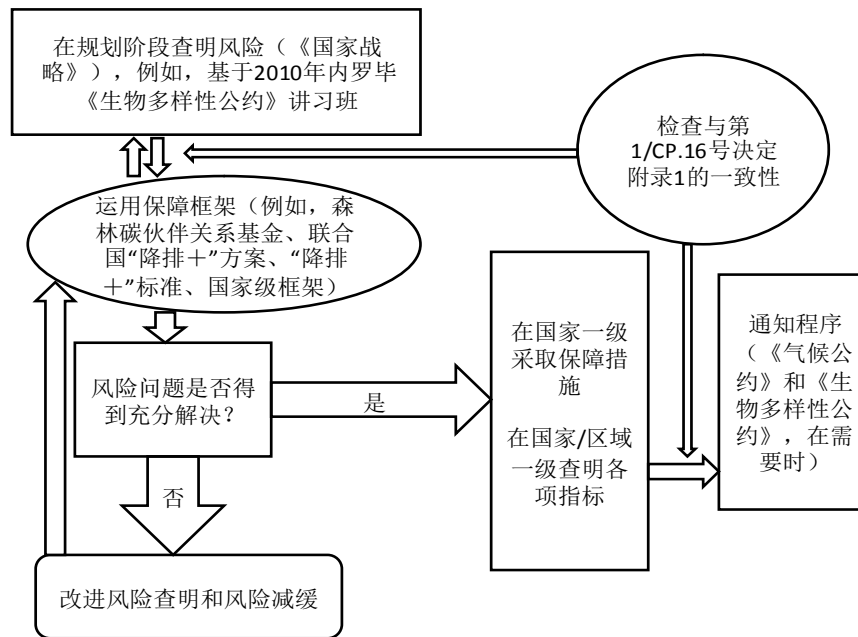 在规划阶段查明风险（《国家战
略》），例如，基于2010年内罗毕
《生物多样性公约》讲习班
检查与第
1/CP.16号决定
附录1的一致性
运用保障框架（例如，森
林碳伙伴关系基金、联合
国“降排＋”方案、“降排
＋”标准、国家级框架）
风险问题是否得
到充分解决？
是
在国家一级
采取保障措
施
在国家/区域
一级查明各
项指标
通知程序
（《气候公
约》和《生
物多样性公
约》，在需
要时）
否
改进风险查明和风险减缓